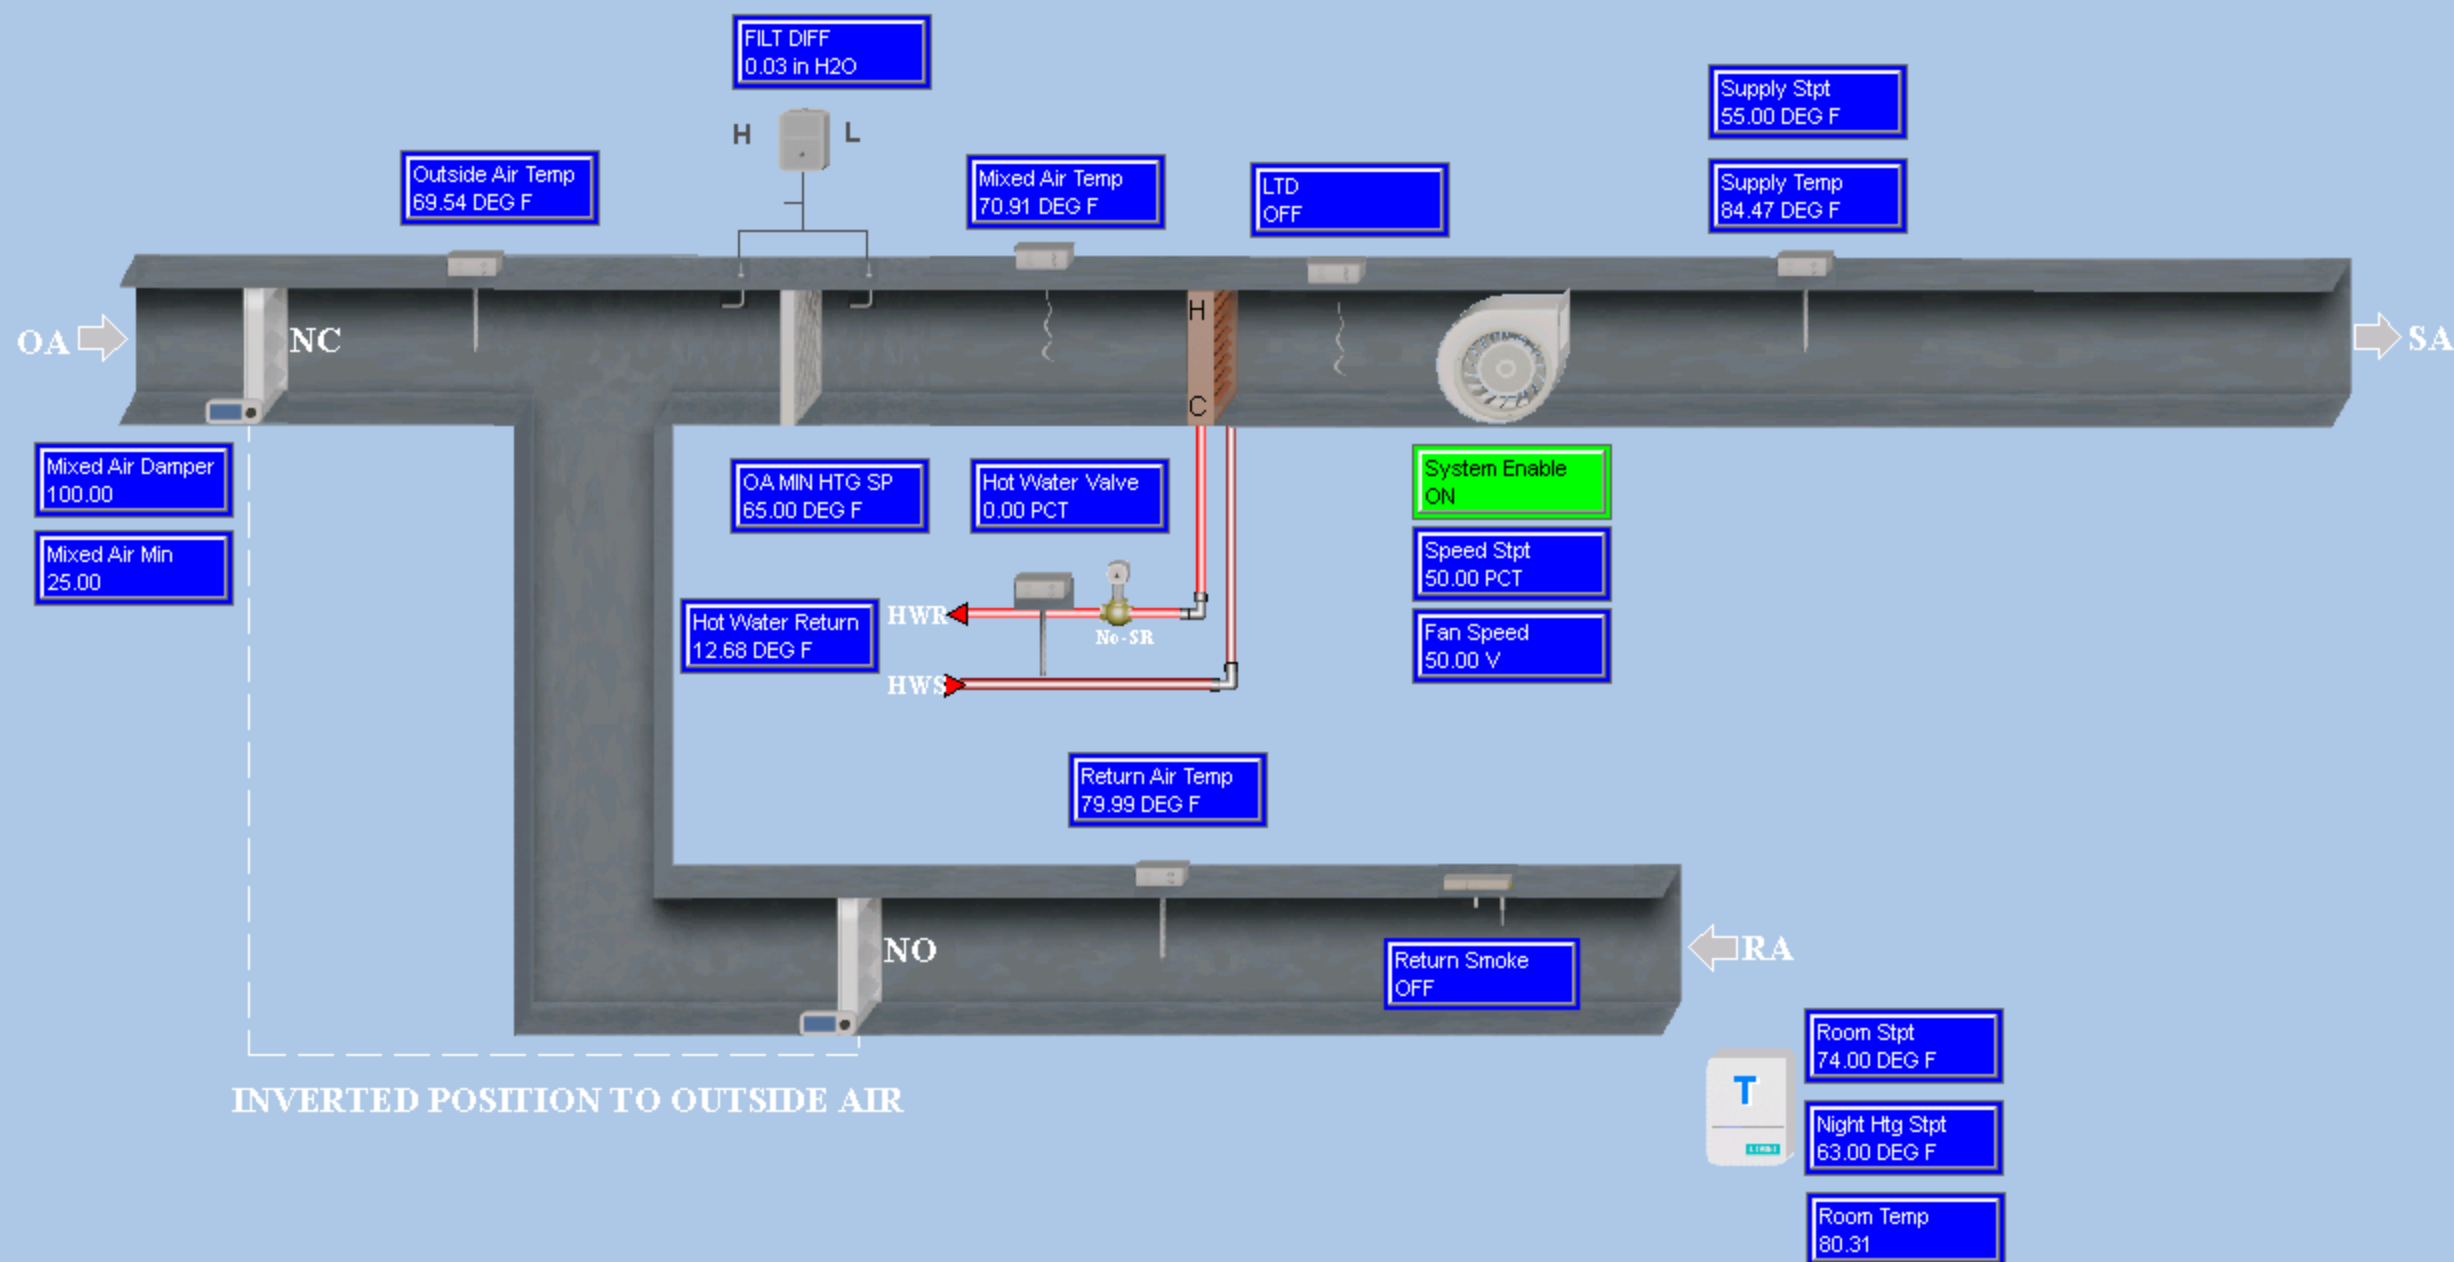 FILT DIFF
0.03 in H2O
Supply Stpt
55.00 DEG F
H
L
Outside Air Temp
69.54 DEG F
Mixed Air Temp
70.91 DEG F
LTD
OFF
Supply Temp
84.47 DEG F
OA
NC
H
C
SA
Mixed Air Damper
100.00
OA MIN HTG SP
65.00 DEG F
Hot Water Valve
0.00 PCT
System Enable
ON
Mixed Air Min
25.00
Speed Stpt
50.00 PCT
Hot Water Return
12.68 DEG F
HWR
No-SR
Fan Speed
50.00 V
HWS
Return Air Temp
79.99 DEG F
NO
Return Smoke
OFF
RA
Room Stpt
74.00 DEG F
T
INVERTED POSITION TO OUTSIDE AIR
Night Htg Stpt
63.00 DEG F
Room Temp
80.31